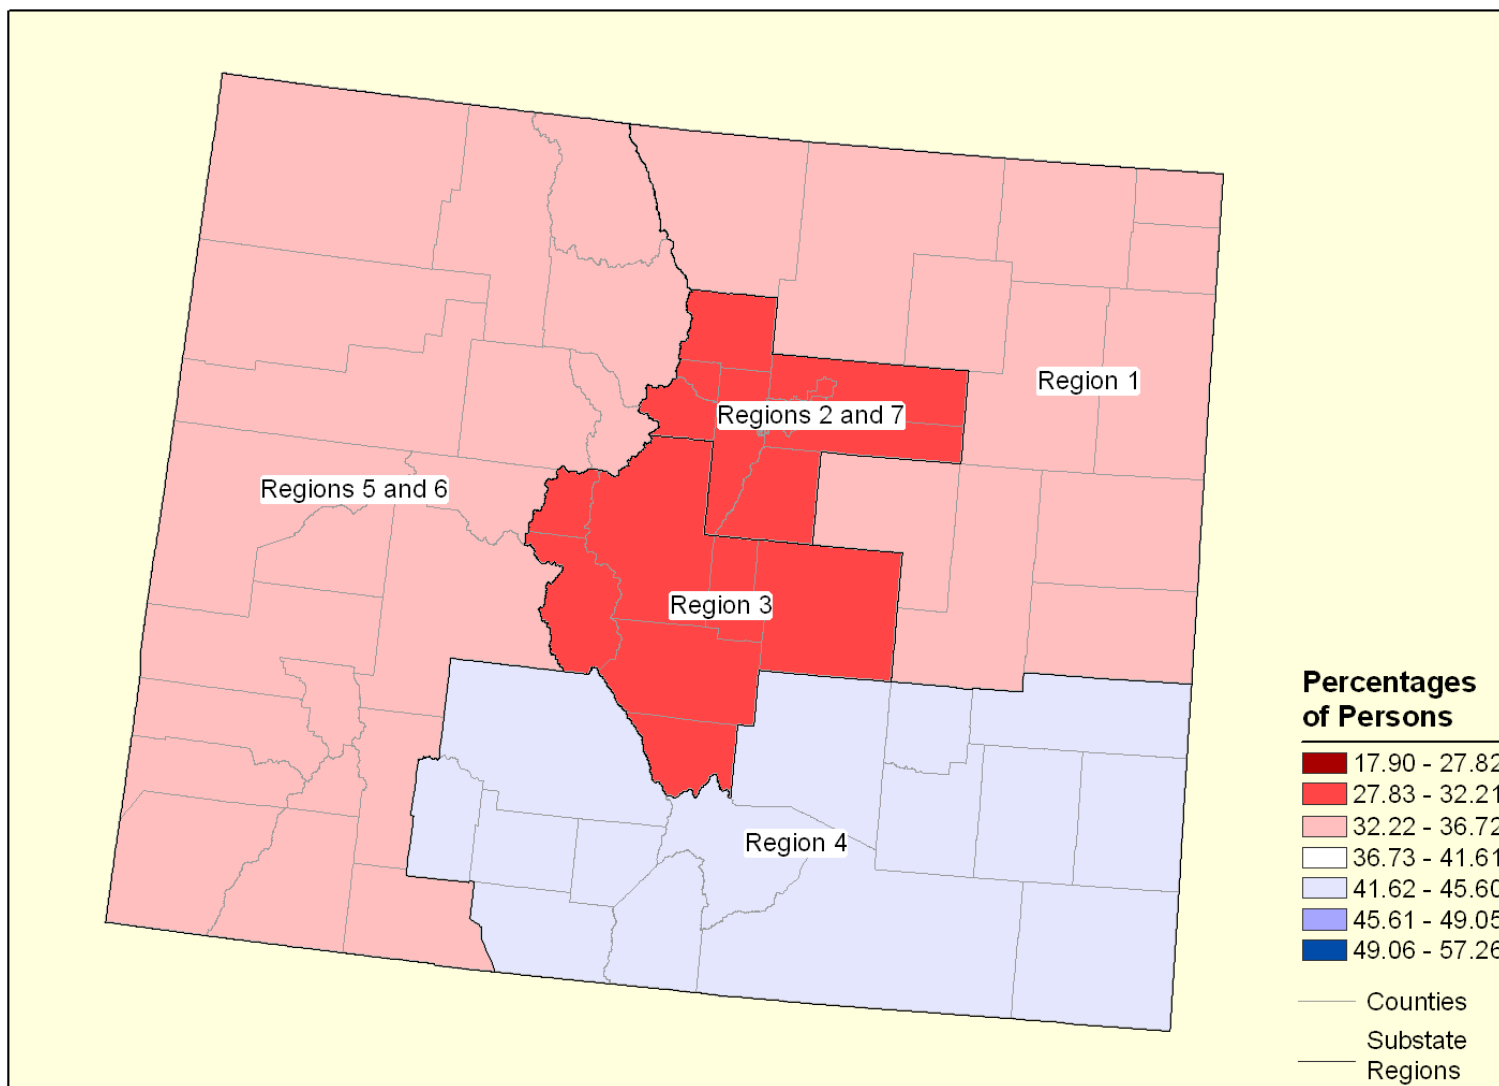 Region 1
Regions 2 and 7
Regions 5 and 6
Region 3
Region 4
Percentages
of Persons
17.90 - 27.82
27.83 - 32.21
32.22 - 36.72
36.73 - 41.61
41.62 - 45.60
45.61 - 49.05
49.06 - 57.26
Counties
Substate
Regions